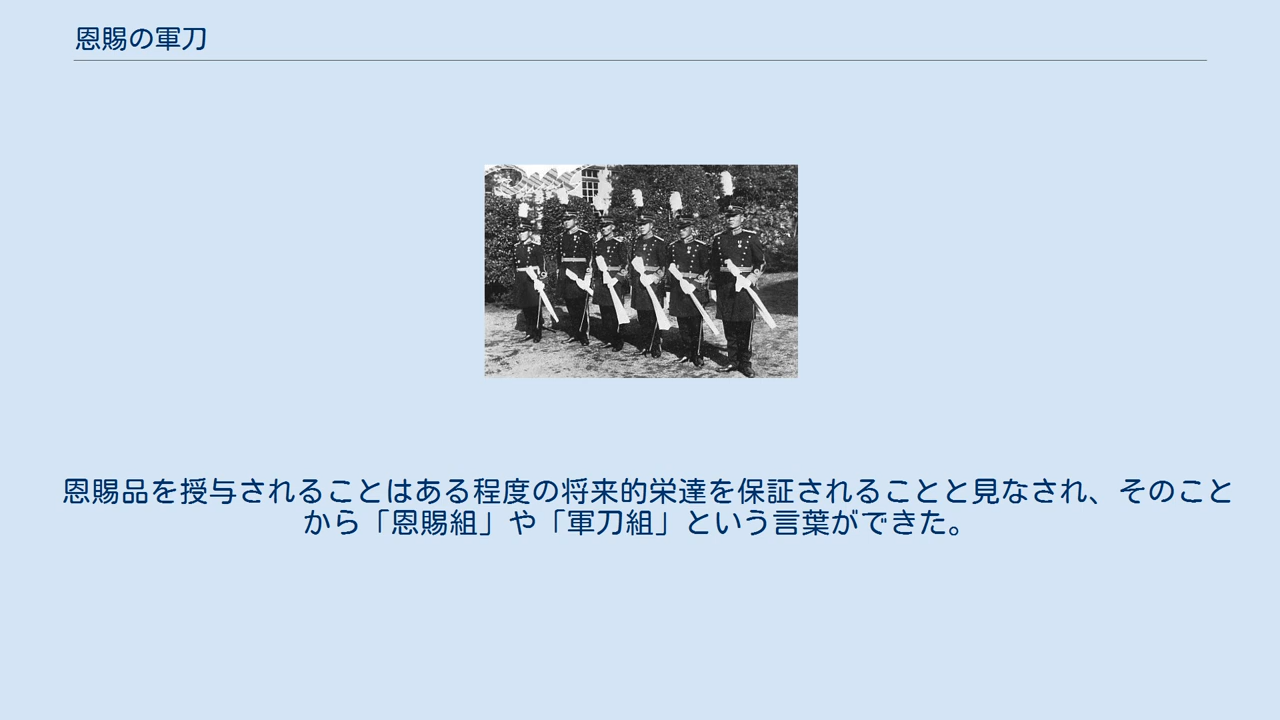 恩賜の軍刀
恩賜品を授与されることはある程度の将来的栄達を保証されることと見なされ、そのこと
から「恩賜組」や「軍刀組」という言葉ができた。